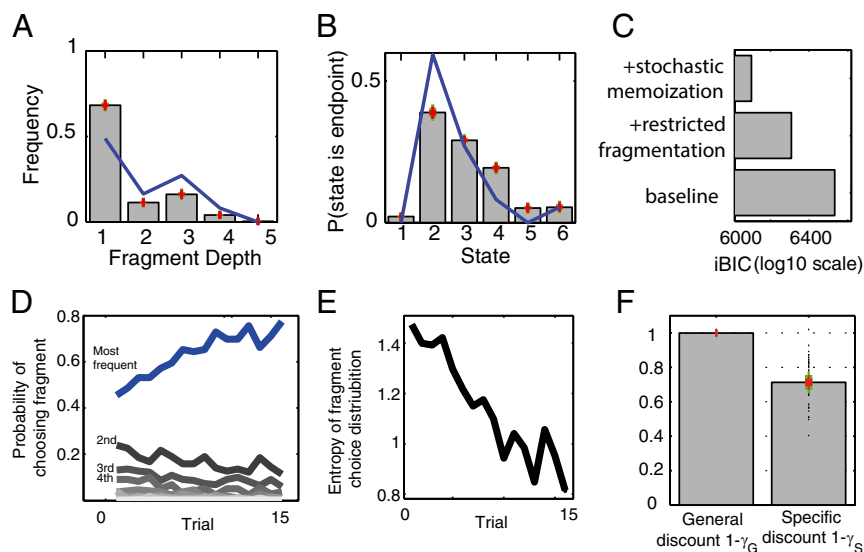 A
1
0.5
0
Frequency
1 2 3 4 5
Fragment Depth
B
0.5
0
P(state is endpoint)
1 2 3 4 5 6
State
C
+stochastic
memoization
+restricted
fragmentation
baseline
6000 6400
iBIC(log10 scale)
D
0.8
0.6
0.4
0.2
Probability of
choosing fragment
Most
frequent
2nd
3rd
4th
0 15
Trial
E
1.4
1.2
1
0.8
Entropy of fragment
choice distriubition
0 15
Trial
F
1
0.8
0.6
0.4
0.2
0
General
discount 1-γG
Specific
discount 1-γS